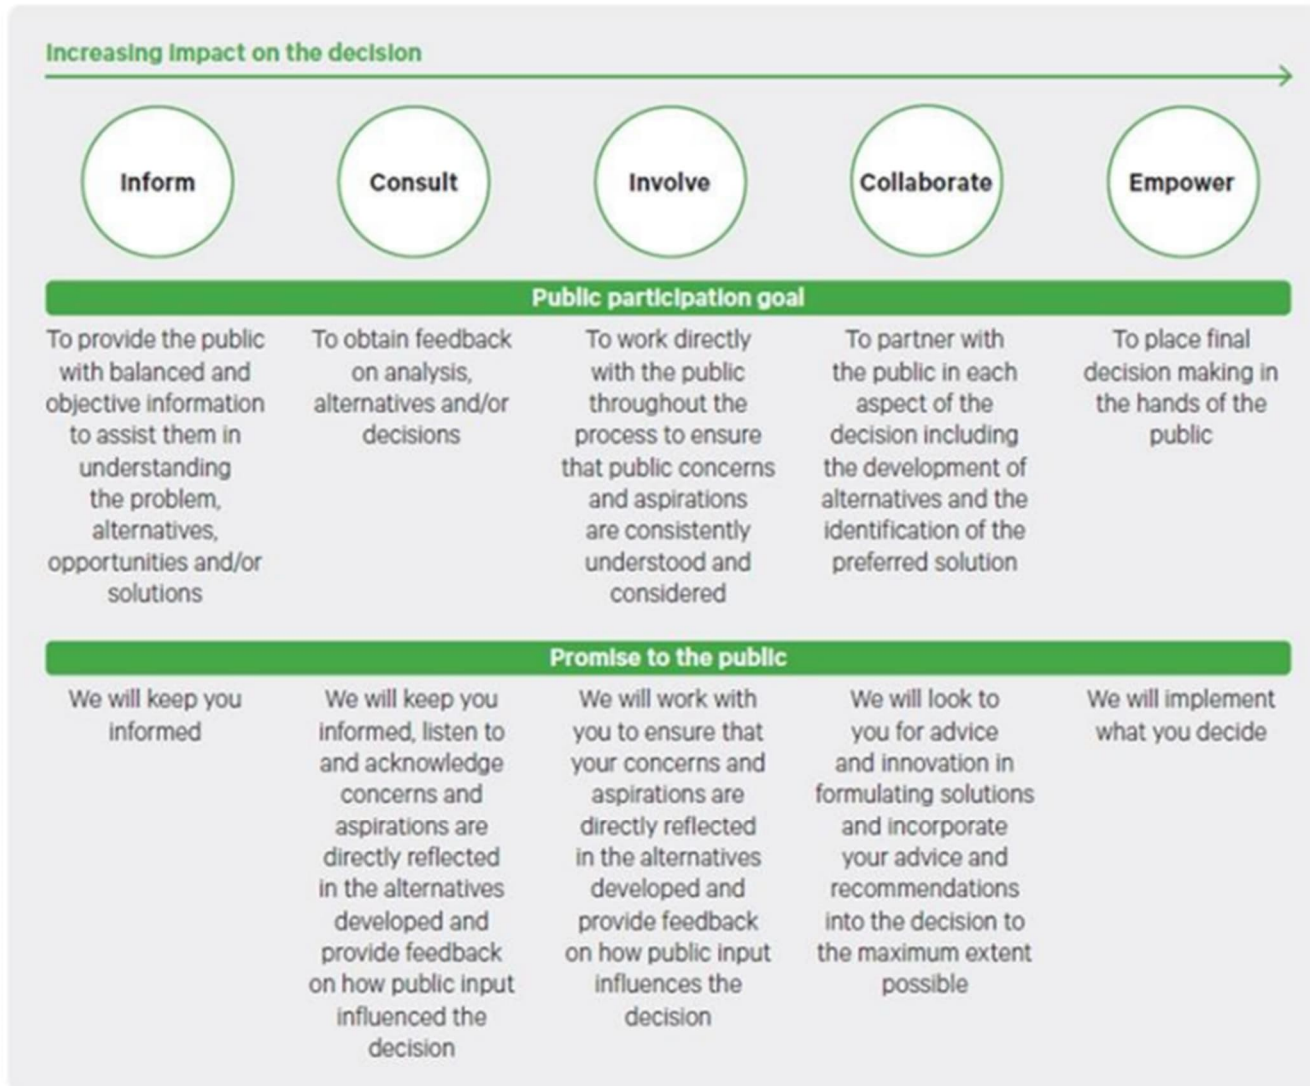 Increasing impact on the decision
Inform
Consult
Involve
Collaborate
Empower
Public participation goal
To provide the public
with balanced and
objective information
to assist them in
understanding
the problem,
alternatives,
opportunities and/or
solutions
To obtain feedback
on analysis,
alternatives and/or
decisions
To work directly
with the public
throughout the
process to ensure
that public concerns
and aspirations
are consistently
understood and
considered
To partner with
the public in each
aspect of the
decision including
the development of
alternatives and the
identification of the
preferred solution
To place final
decision making in
the hands of the
public
Promise to the public
We will keep you
informed
We will keep you
informed, listen to
and acknowledge
concerns and
aspirations are
directly reflected
in the alternatives
developed and
provide feedback
on how public input
influenced the
decision
We will work with
you to ensure that
your concerns and
aspirations are
directly reflected
in the alternatives
developed and
provide feedback
on how public input
influences the
decision
We will look to
you for advice
and innovation in
formulating solutions
and incorporate
your advice and
recommendations
into the decision to
the maximum extent
possible
We will implement
what you decide